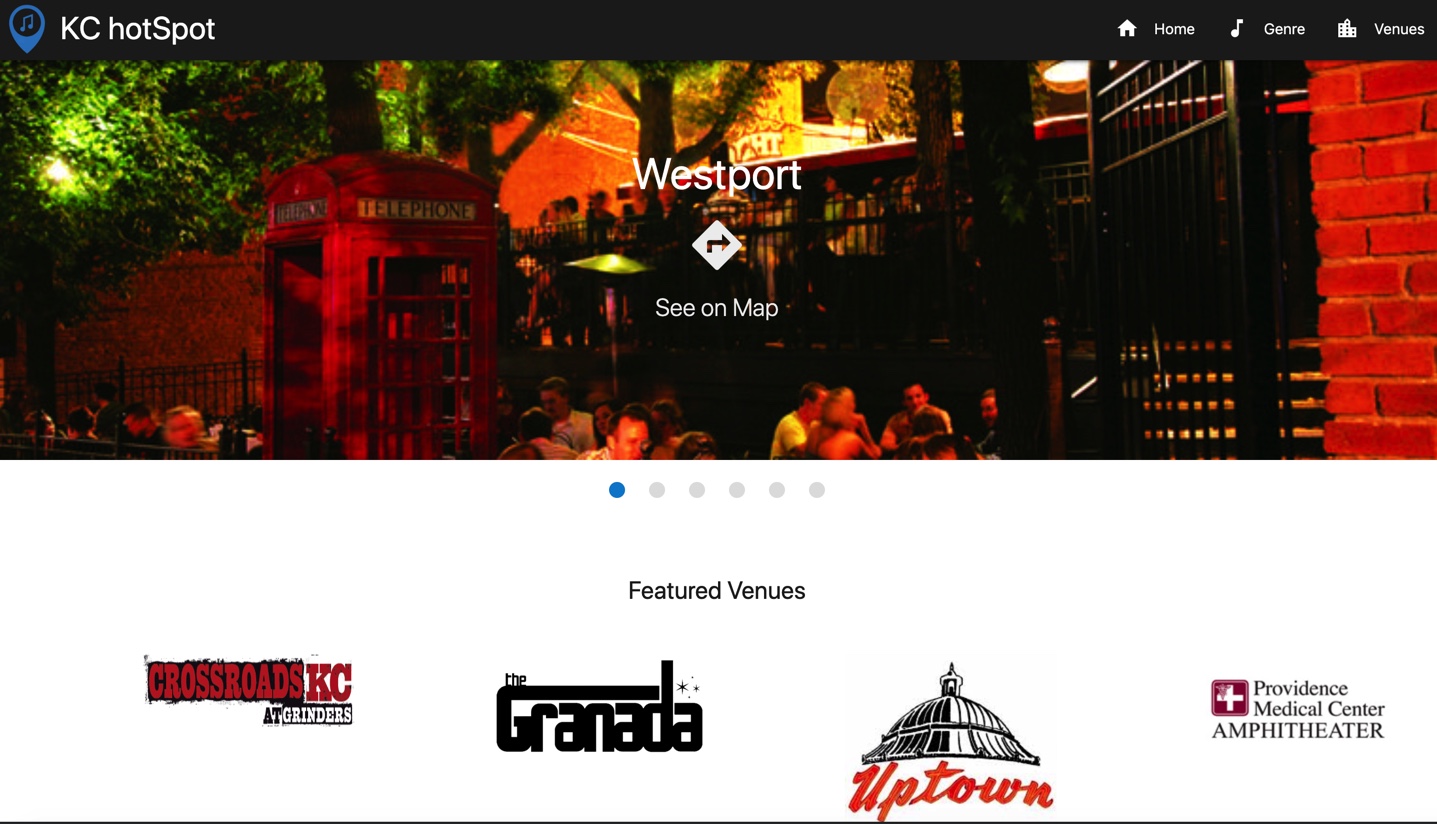 KC hotSpot
Home
Genre
Venues
TELEPHONE
TELEPHONE
Westport
See on Map
Featured Venues
CROSSROADS KC
AT GRINDERS
the
Granada
Uptown
Providence
Medical Center
AMPHITHEATER